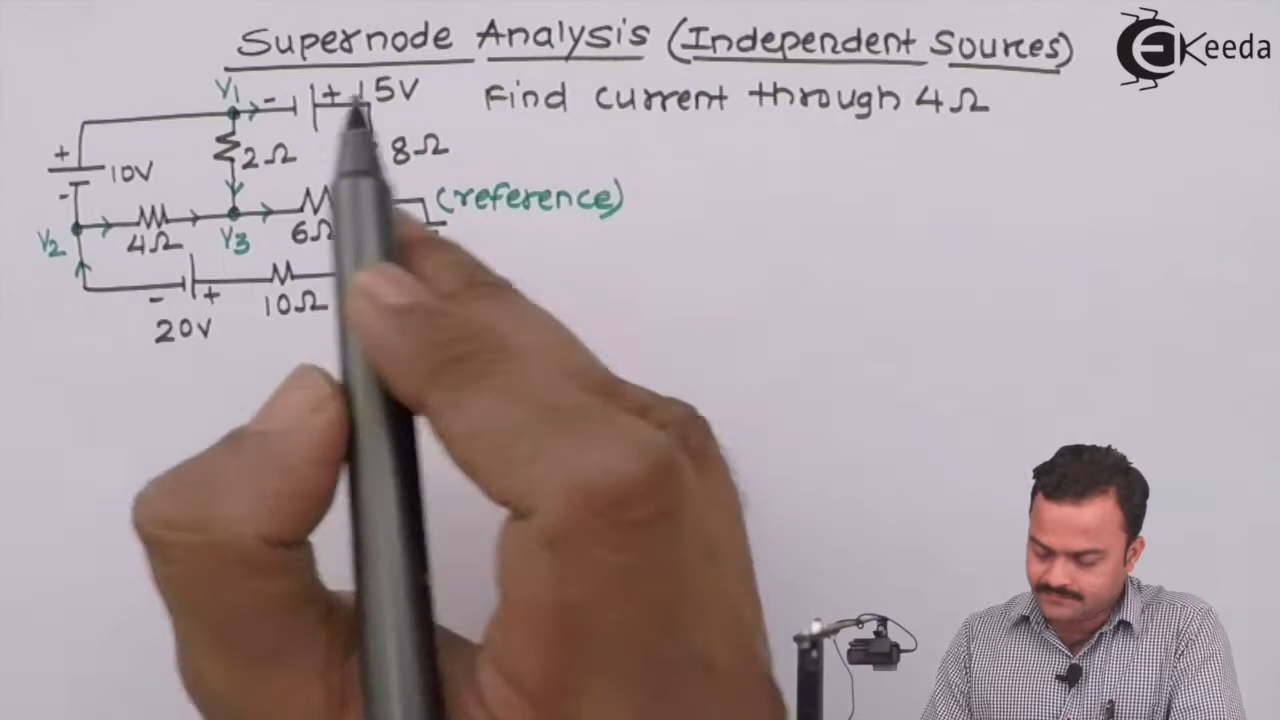 Supernode Analysis (Independent Sources)
EKeeda
Find current through 4Ω
V1
- + 15V
+
10V
-
2Ω
8Ω
(reference)
V2
4Ω
V3
6Ω
- +
20V
10Ω